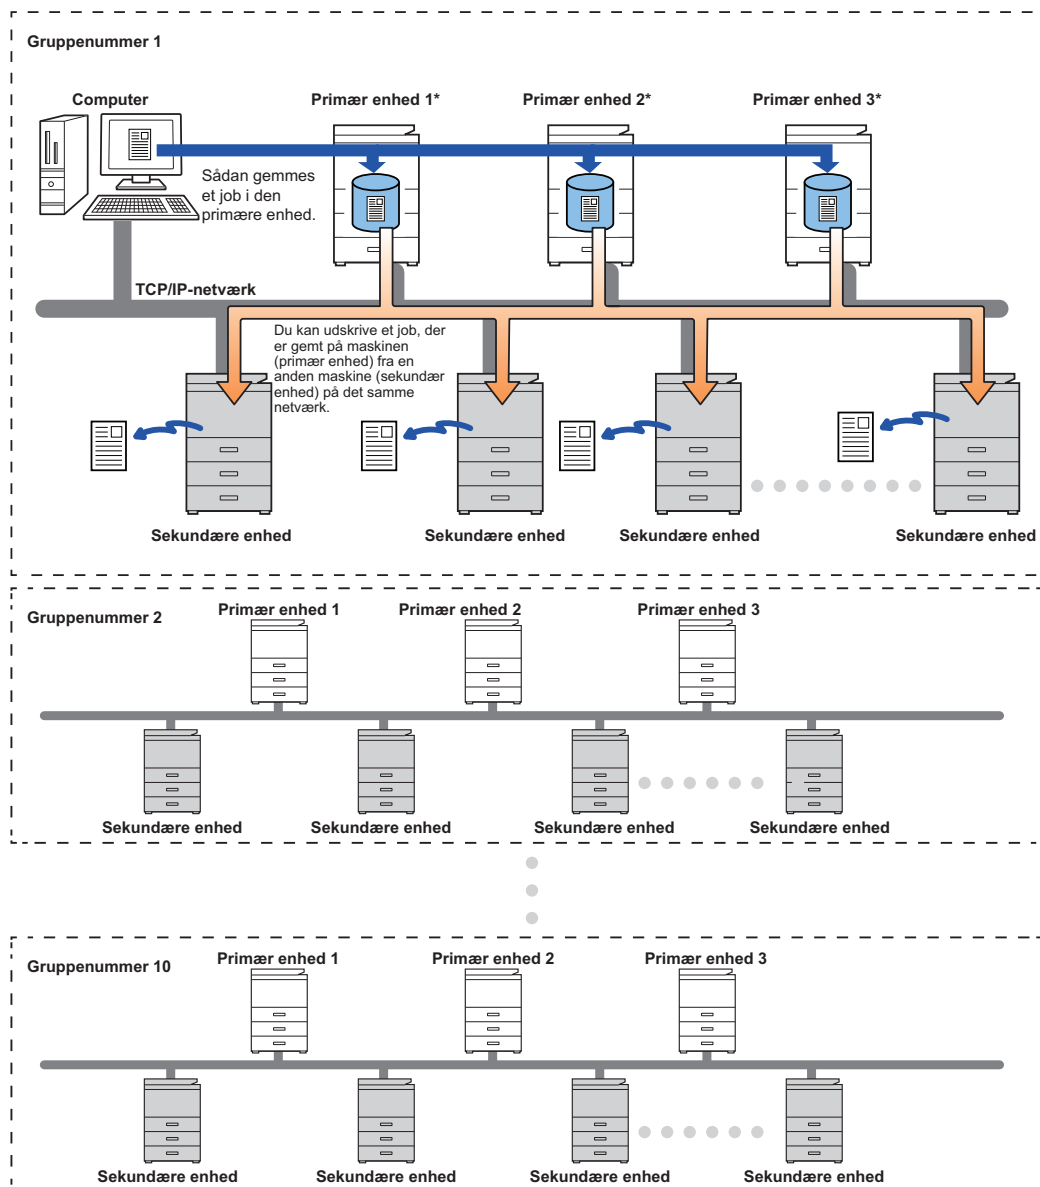 Gruppenummer 1
Computer
Primær enhed 1*
Primær enhed 2*
Primær enhed 3*
Sådan gemmes
et job i den
primære enhed.
TCP/IP-netværk
Du kan udskrive et job, der
er gemt på maskinen
(primær enhed) fra en
anden maskine (sekundær
enhed) på det samme
netværk.
Sekundære enhed
Sekundære enhed
Sekundære enhed
Sekundære enhed
Gruppenummer 2
Primær enhed 1
Primær enhed 2
Primær enhed 3
Sekundære enhed
Sekundære enhed
Sekundære enhed
Sekundære enhed
Gruppenummer 10
Primær enhed 1
Primær enhed 2
Primær enhed 3
Sekundære enhed
Sekundære enhed
Sekundære enhed
Sekundære enhed